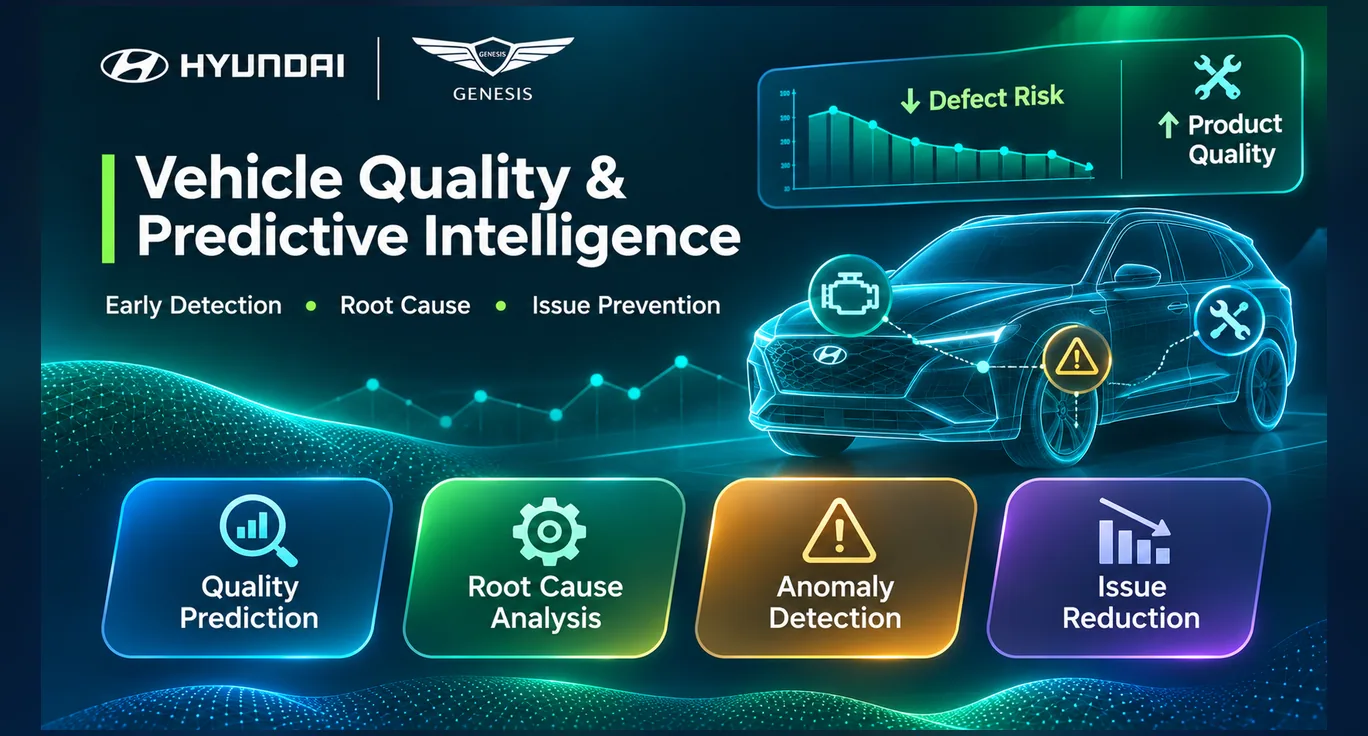 HYUNDAI
GENESIS
GENESIS
Vehicle Quality &
Predictive Intelligence
Early Detection • Root Cause • Issue Prevention
↓ Defect Risk
↑ Product
Quality
Quality
Prediction
Root Cause
Analysis
Anomaly
Detection
Issue
Reduction